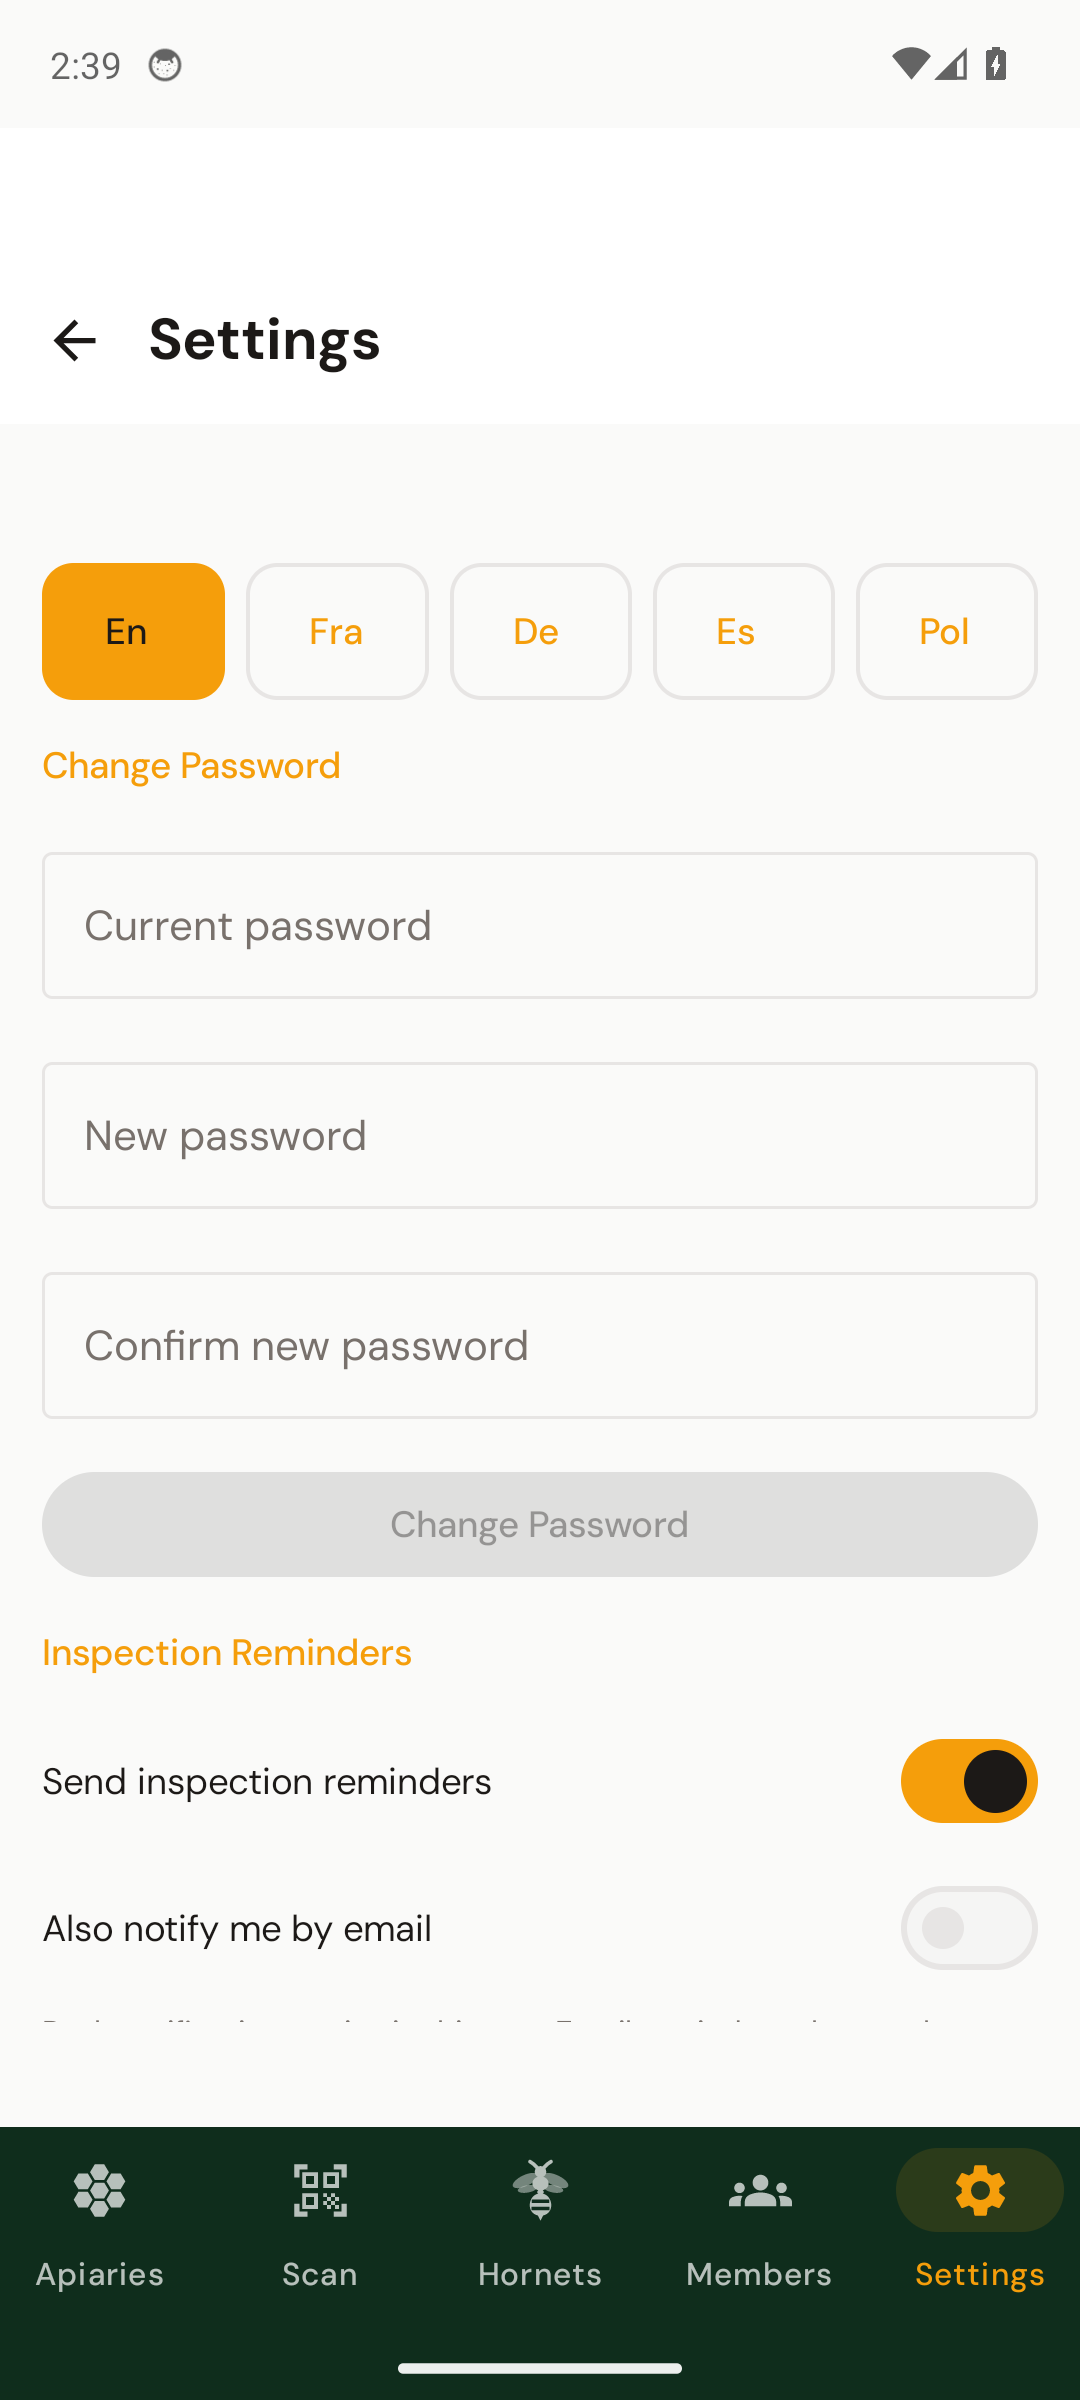 2:39
Settings
En Fra De Es Pol
Change Password
Current password
New password
Confirm new password
Change Password
Inspection Reminders
Send inspection reminders
Also notify me by email
Apiaries Scan Hornets Members Settings